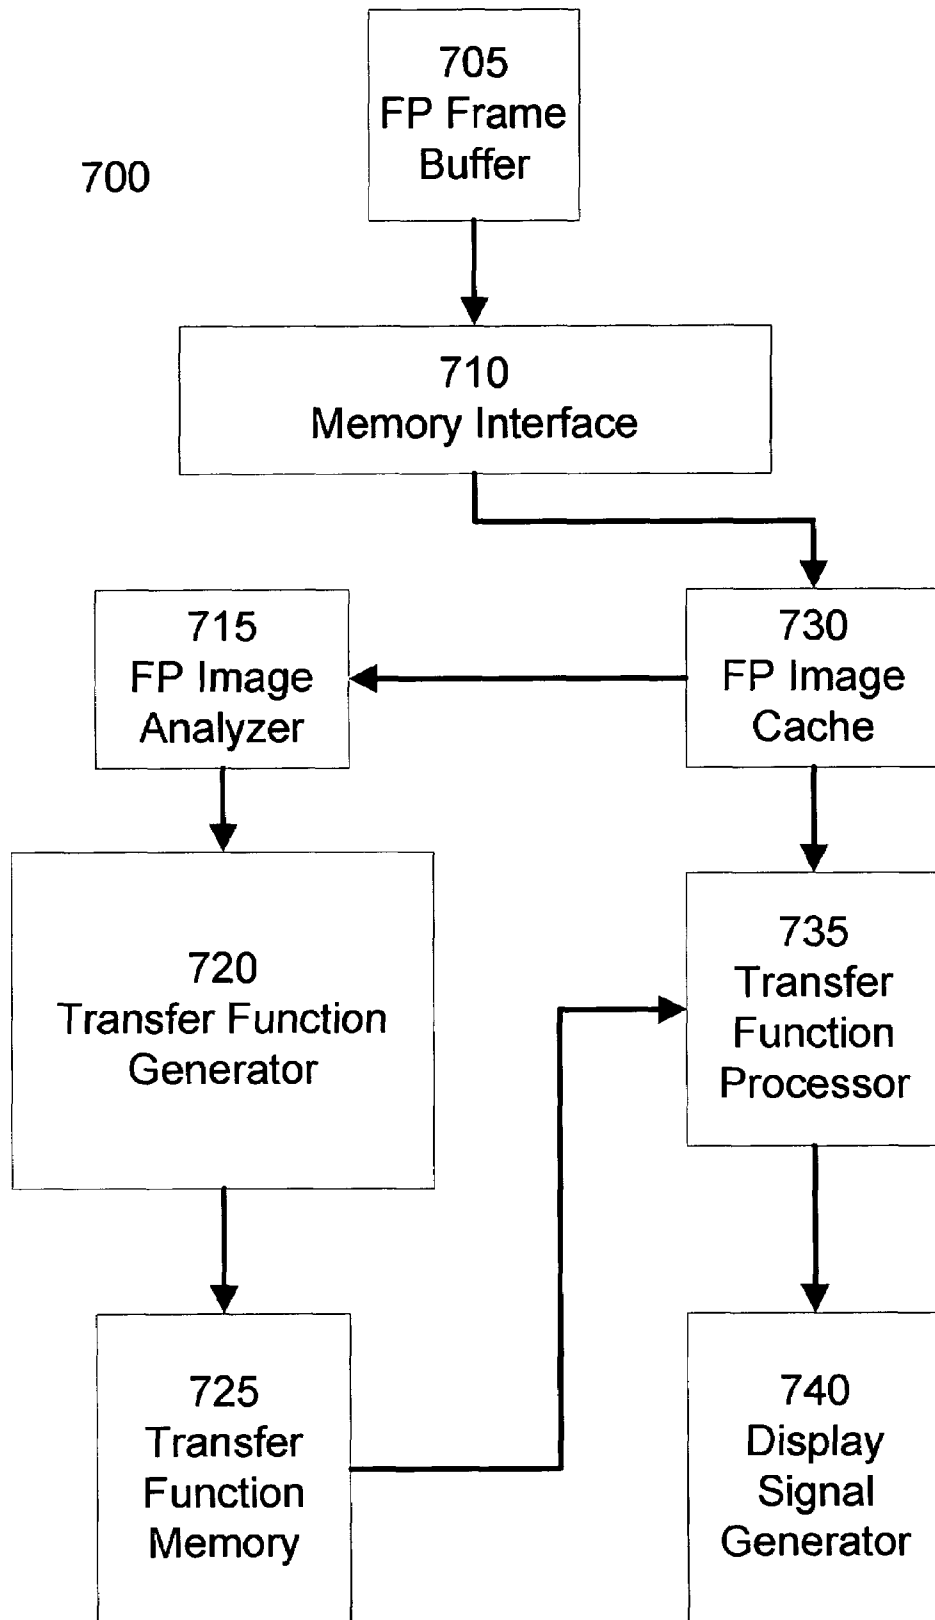 705
FP Frame
Buffer
700
710
Memory Interface
715
FP Image
Analyzer
730
FP Image
Cache
720
Transfer Function
Generator
735
Transfer
Function
Processor
725
Transfer
Function
Memory
740
Display
Signal
Generator